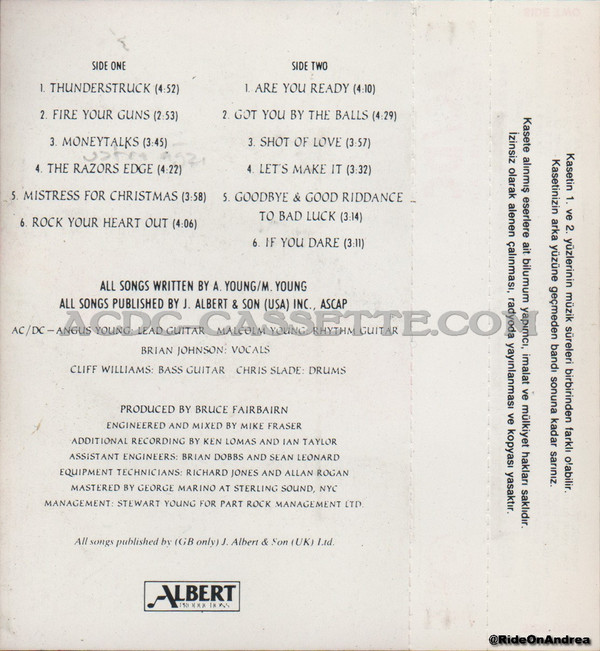 SIDE ONE
1. THUNDERSTRUCK (4:52)
2. FIRE YOUR GUNS (2:53)
3. MONEYTALKS (3:45)
4. THE RAZORS EDGE (4:22)
5. MISTRESS FOR CHRISTMAS (3:58)
6. ROCK YOUR HEART OUT (4:06)
SIDE TWO
1. ARE YOU READY (4:10)
2. GOT YOU BY THE BALLS (4:29)
3. SHOT OF LOVE (3:57)
4. LET'S MAKE IT (3:32)
5. GOODBYE & GOOD RIDDANCE
TO BAD LUCK (3:14)
6. IF YOU DARE (3:11)
ALL SONGS WRITTEN BY A. YOUNG/M. YOUNG
ALL SONGS PUBLISHED BY J. ALBERT & SON (USA) INC., ASCAP
ACDC-CASSETTE.COM
AC/DC – ANGUS YOUNG: LEAD GUITAR MALCOLM YOUNG: RHYTHM GUITAR
BRIAN JOHNSON: VOCALS
CLIFF WILLIAMS: BASS GUITAR CHRIS SLADE: DRUMS
PRODUCED BY BRUCE FAIRBAIRN
ENGINEERED AND MIXED BY MIKE FRASER
ADDITIONAL RECORDING BY KEN LOMAS AND IAN TAYLOR
ASSISTANT ENGINEERS: BRIAN DOBBS AND SEAN LEONARD
EQUIPMENT TECHNICIANS: RICHARD JONES AND ALLAN ROGAN
MASTERED BY GEORGE MARINO AT STERLING SOUND, NYC
MANAGEMENT: STEWART YOUNG FOR PART ROCK MANAGEMENT LTD.
All songs published by (GB only) J. Albert & Son (UK) Ltd.
ALBERT
PRODUCTIONS
Kasetin 1. ve 2. yüzlerinin müzik süreleri birbirinden farklı olabilir.
Kasetinizin arka yüzüne geçmeden bandı sonuna kadar sarınız.
Kasete alınmış eserlere ait bilumum yapımcı, imalat ve mülkiyet hakları saklıdır.
İzinsiz olarak alenen çalınması, radyoda yayınlanması ve kopyası yasaktır.
@RideOnAndrea